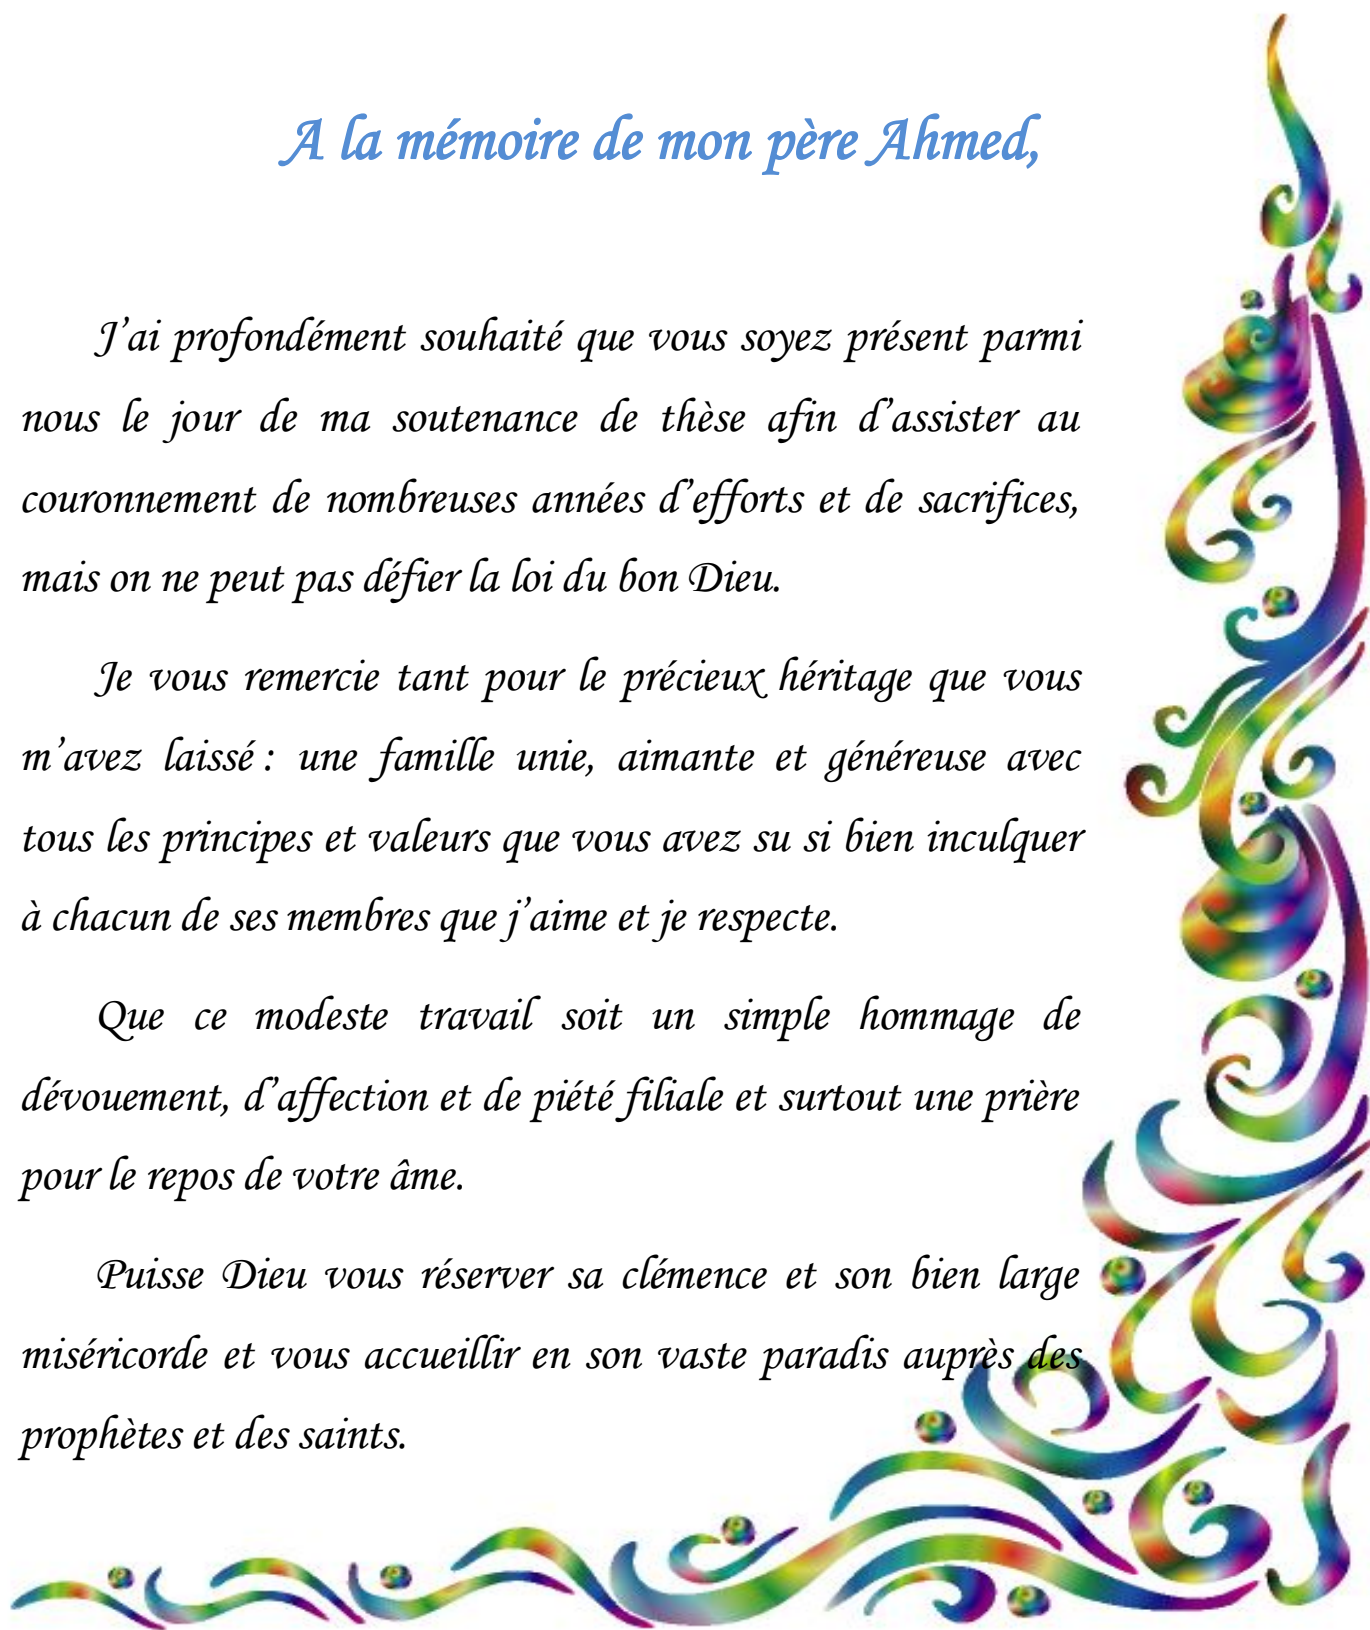 A la mémoire de mon père Ahmed,
J’ai profondément souhaité que vous soyez présent parmi
nous le jour de ma soutenance de thèse afin d’assister au
couronnement de nombreuses années d’efforts et de sacrifices,
mais on ne peut pas défier la loi du bon Dieu.
Je vous remercie tant pour le précieux héritage que vous
m’avez laissé : une famille unie, aimante et généreuse avec
tous les principes et valeurs que vous avez su si bien inculquer
à chacun de ses membres que j’aime et je respecte.
Que ce modeste travail soit un simple hommage de
dévouement, d’affection et de piété filiale et surtout une prière
pour le repos de votre âme.
Puisse Dieu vous réserver sa clémence et son bien large
miséricorde et vous accueillir en son vaste paradis auprès des
prophètes et des saints.